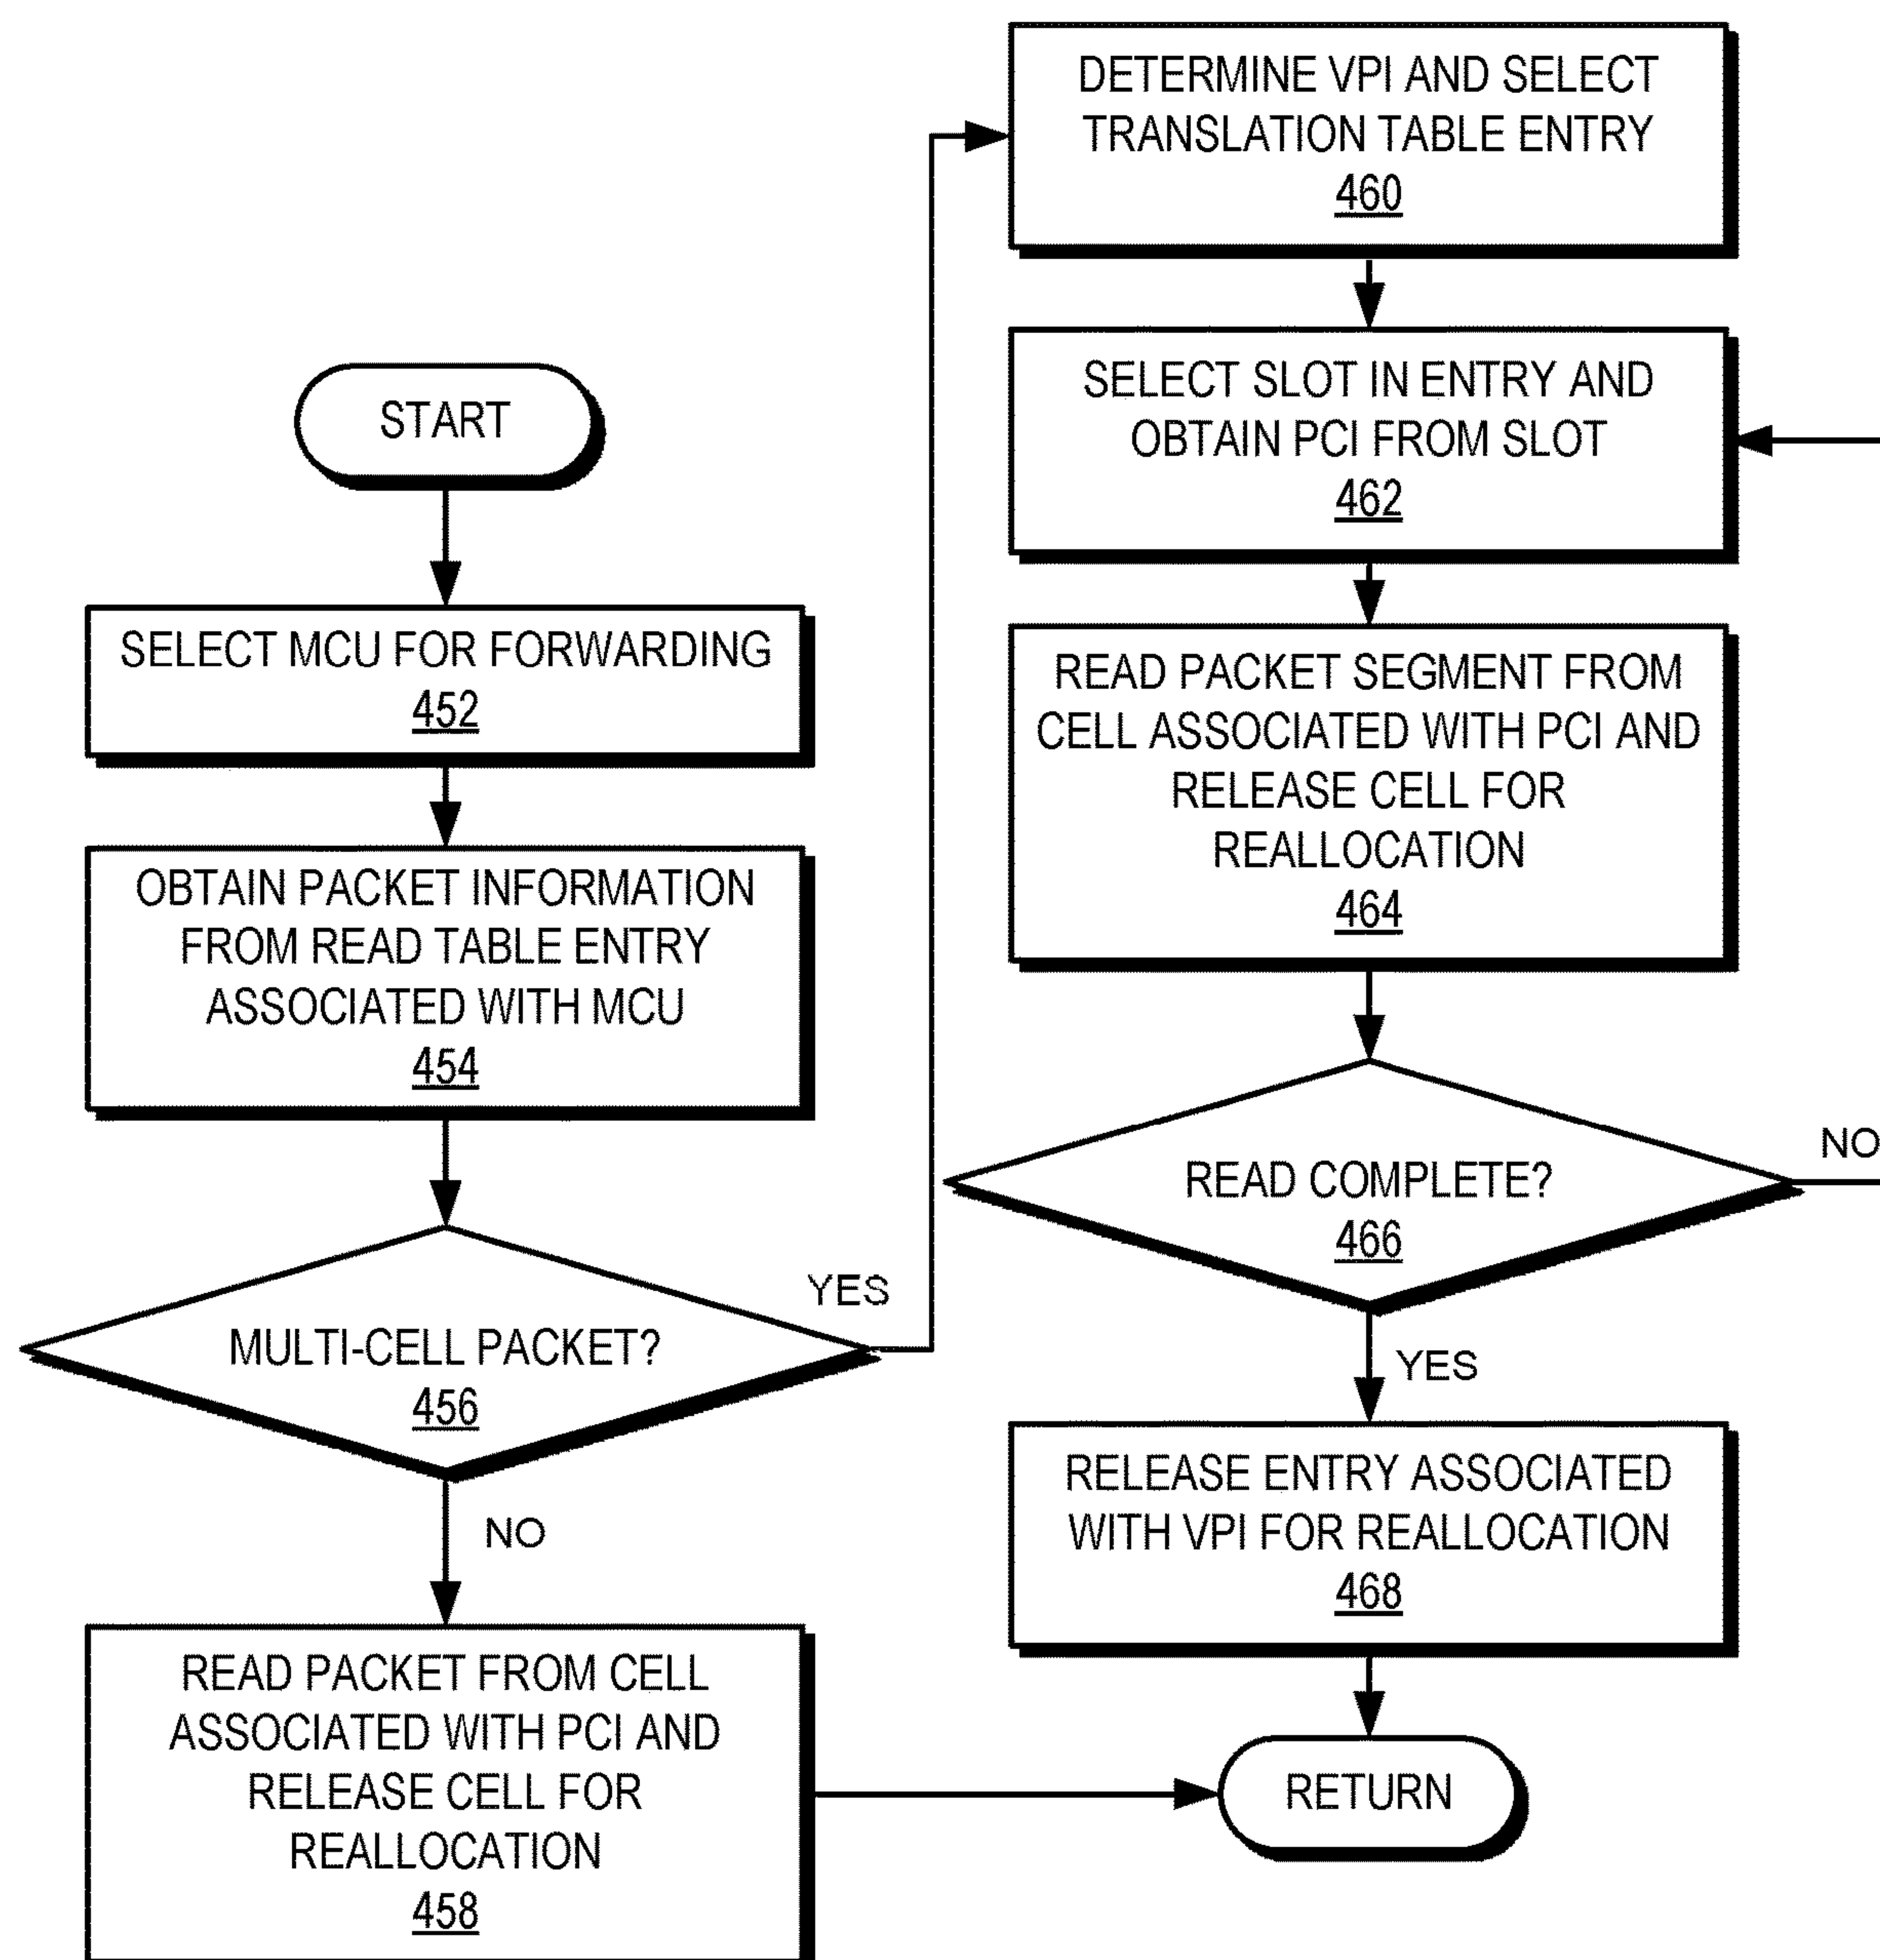 START
SELECT MCU FOR FORWARDING
452
OBTAIN PACKET INFORMATION
FROM READ TABLE ENTRY
ASSOCIATED WITH MCU
454
MULTI-CELL PACKET?
456
YES
NO
READ PACKET FROM CELL
ASSOCIATED WITH PCI AND
RELEASE CELL FOR
REALLOCATION
458
DETERMINE VPI AND SELECT
TRANSLATION TABLE ENTRY
460
SELECT SLOT IN ENTRY AND
OBTAIN PCI FROM SLOT
462
READ PACKET SEGMENT FROM
CELL ASSOCIATED WITH PCI AND
RELEASE CELL FOR
REALLOCATION
464
READ COMPLETE?
466
NO
YES
RELEASE ENTRY ASSOCIATED
WITH VPI FOR REALLOCATION
468
RETURN